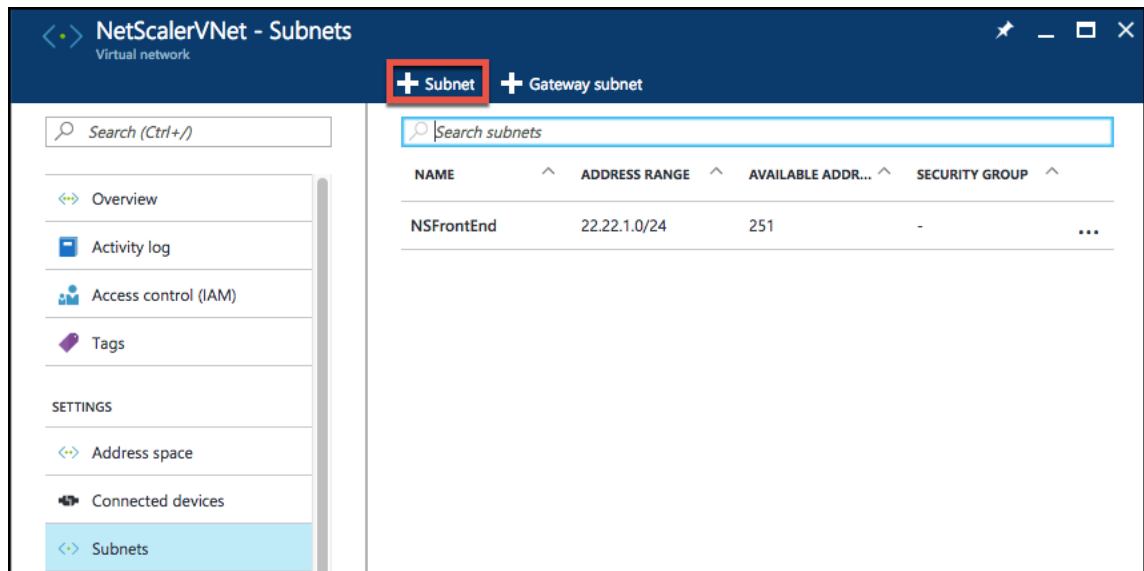 NetScalerVNet - Subnets
Virtual network
Subnet Gateway subnet
Search (Ctrl+/)
Search subnets
NAME ADDRESS RANGE AVAILABLE ADDR... SECURITY GROUP
Overview
NSFrontEnd 22.22.1.0/24 251 - ...
Activity log
Access control (IAM)
Tags
SETTINGS
Address space
Connected devices
Subnets